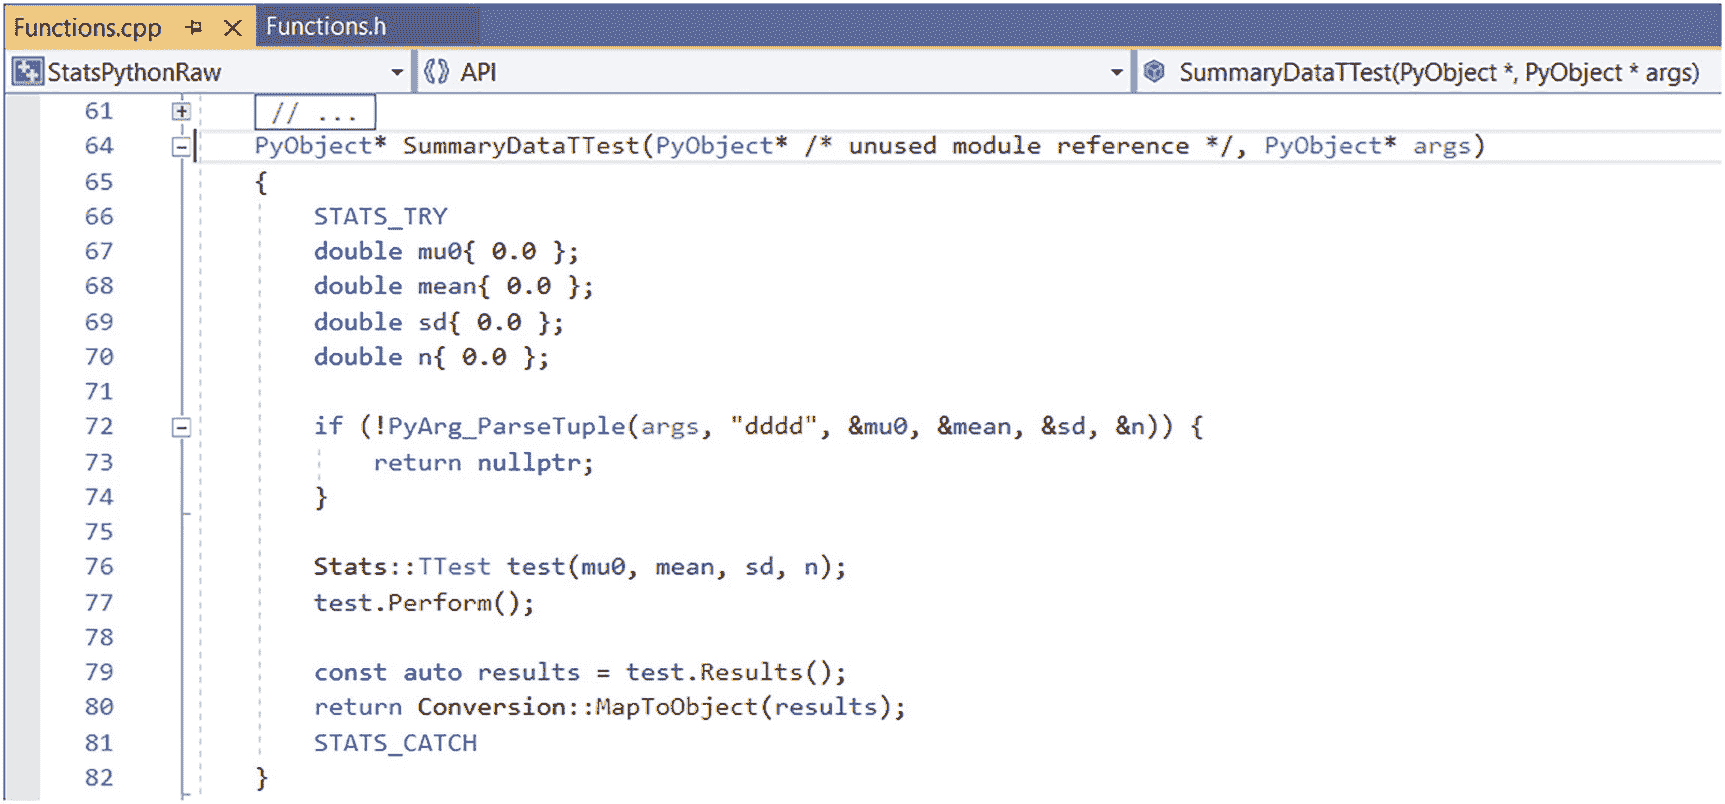 Functions.cpp Functions.h
StatsPythonRaw API SummaryDataTTest(PyObject *, PyObject * args)
61 // ...
64 PyObject* SummaryDataTTest(PyObject* /* unused module reference */, PyObject* args)
65 {
66 STATS_TRY
67 double mu0{ 0.0 };
68 double mean{ 0.0 };
69 double sd{ 0.0 };
70 double n{ 0.0 };
71
72 if (!PyArg_ParseTuple(args, "dddd", &mu0, &mean, &sd, &n)) {
73 return nullptr;
74 }
75
76 Stats::TTest test(mu0, mean, sd, n);
77 test.Perform();
78
79 const auto results = test.Results();
80 return Conversion::MapToObject(results);
81 STATS_CATCH
82 }